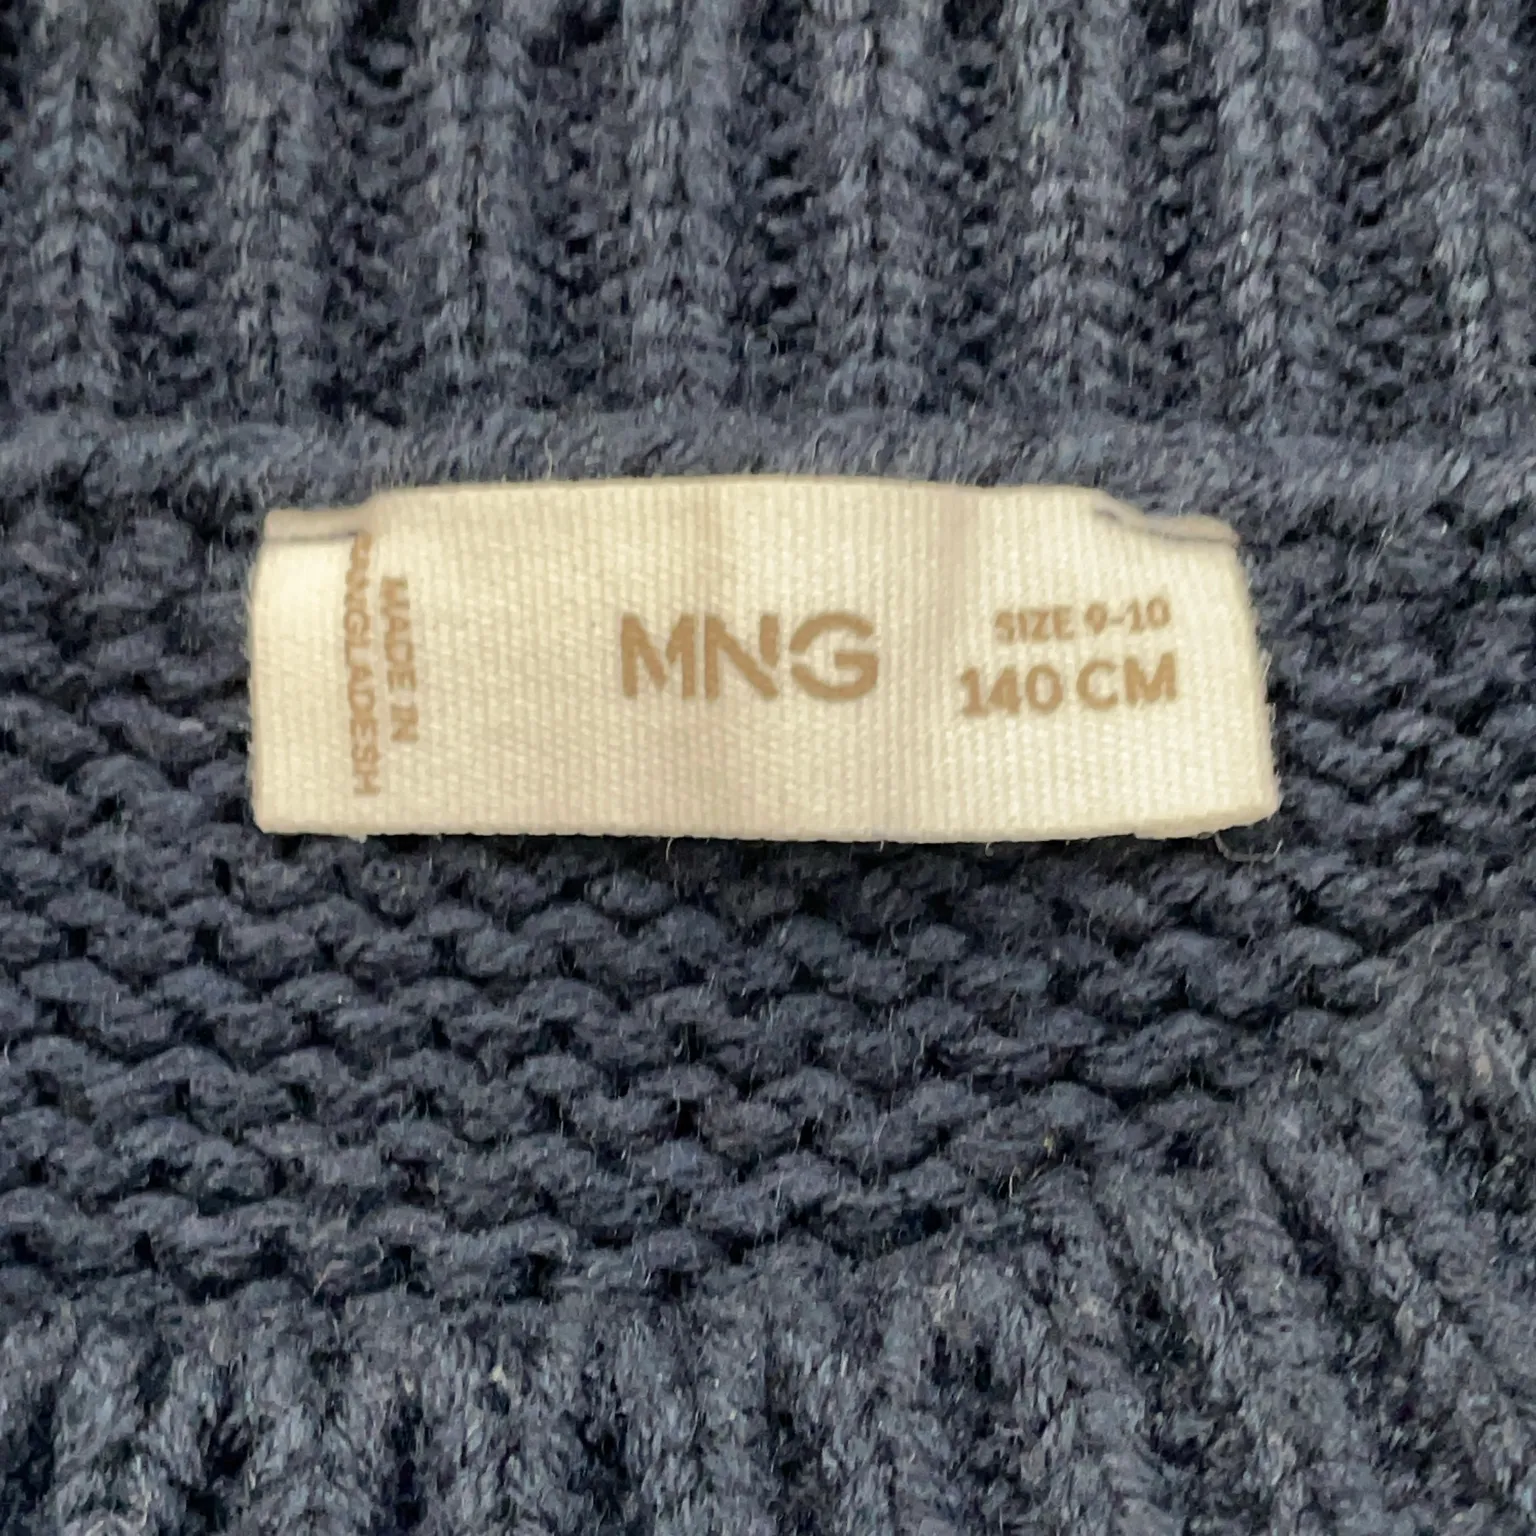 MADE IN
BANGLADESH
MNG
SIZE 9-10
140 CM